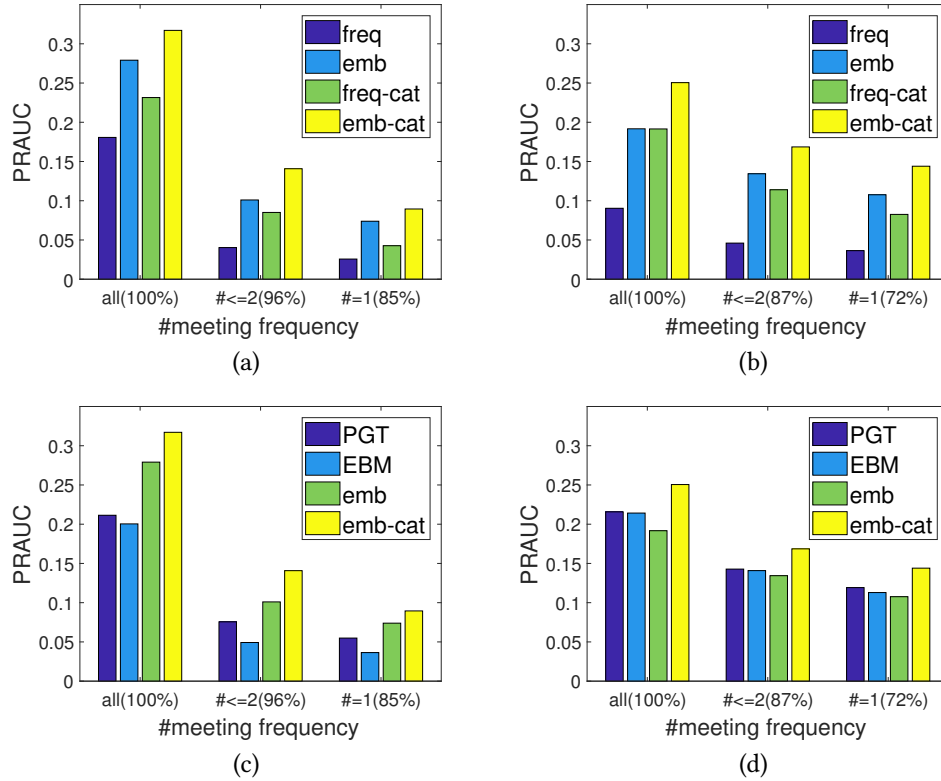 0.3
0.25
0.2
0.15
0.1
0.05
0
PRAUC
freq
emb
freq-cat
emb-cat
all(100%) #<=2(96%) #=1(85%)
#meeting frequency
(a)
0.3
0.25
0.2
0.15
0.1
0.05
0
PRAUC
freq
emb
freq-cat
emb-cat
all(100%) #<=2(87%) #=1(72%)
#meeting frequency
(b)
0.3
0.25
0.2
0.15
0.1
0.05
0
PRAUC
PGT
EBM
emb
emb-cat
all(100%) #<=2(96%) #=1(85%)
#meeting frequency
(c)
0.3
0.25
0.2
0.15
0.1
0.05
0
PRAUC
PGT
EBM
emb
emb-cat
all(100%) #<=2(87%) #=1(72%)
#meeting frequency
(d)